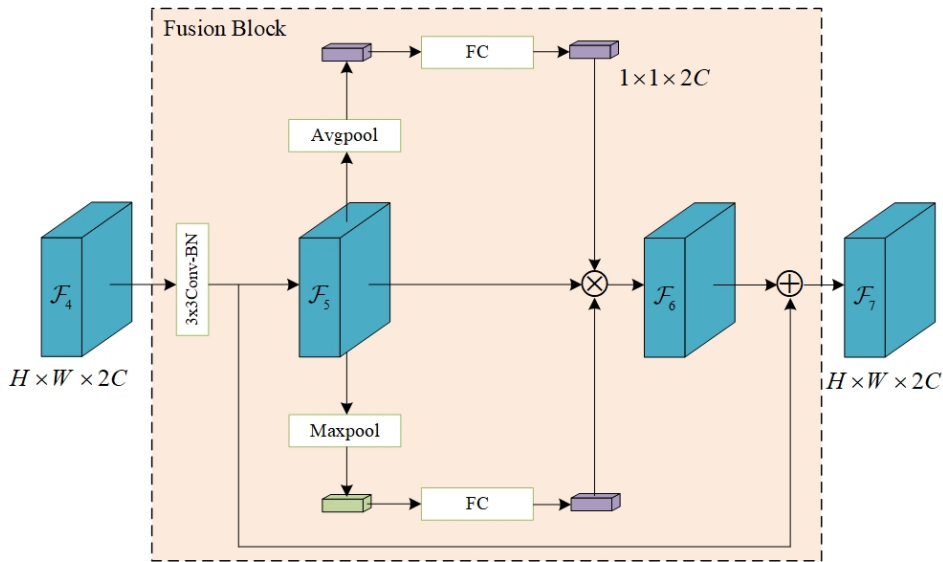 Fusion Block
FC
1×1×2C
Avgpool
3x3Conv-BN
ℱ4
ℱ5
ℱ6
ℱ7
H×W×2C
H×W×2C
Maxpool
FC